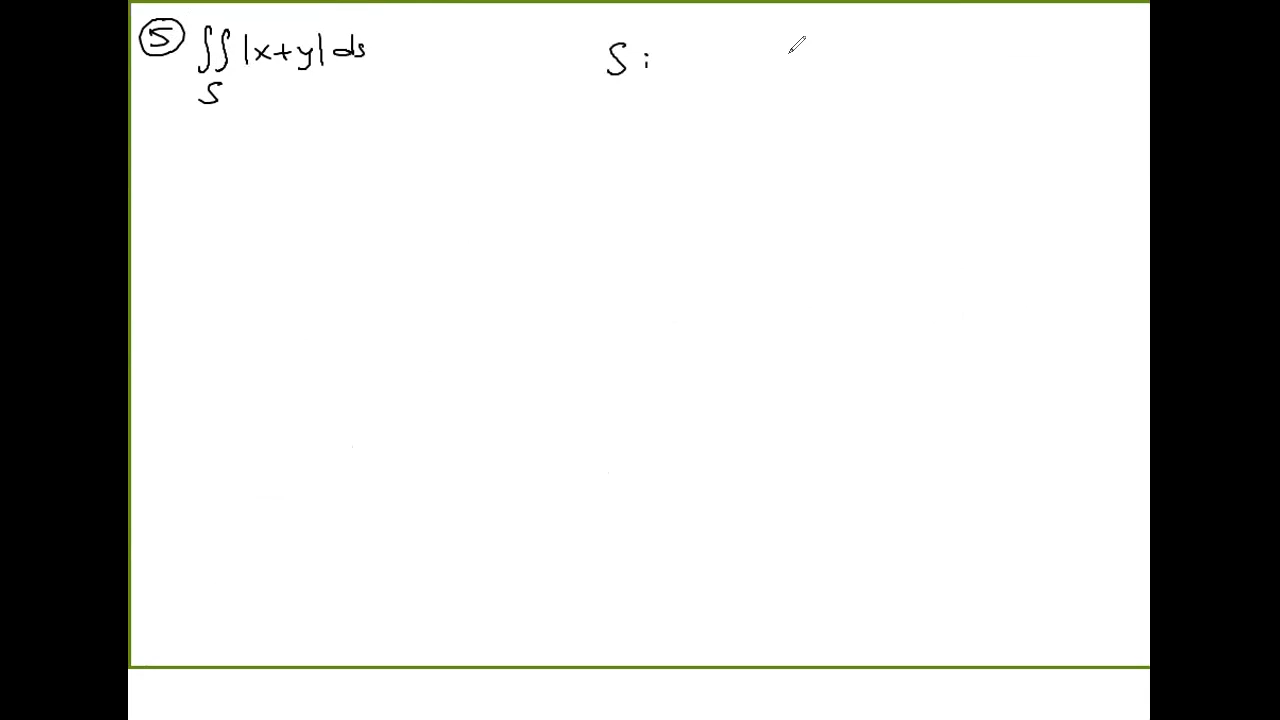 ⑤ ∬ |x+y| ds S :
S